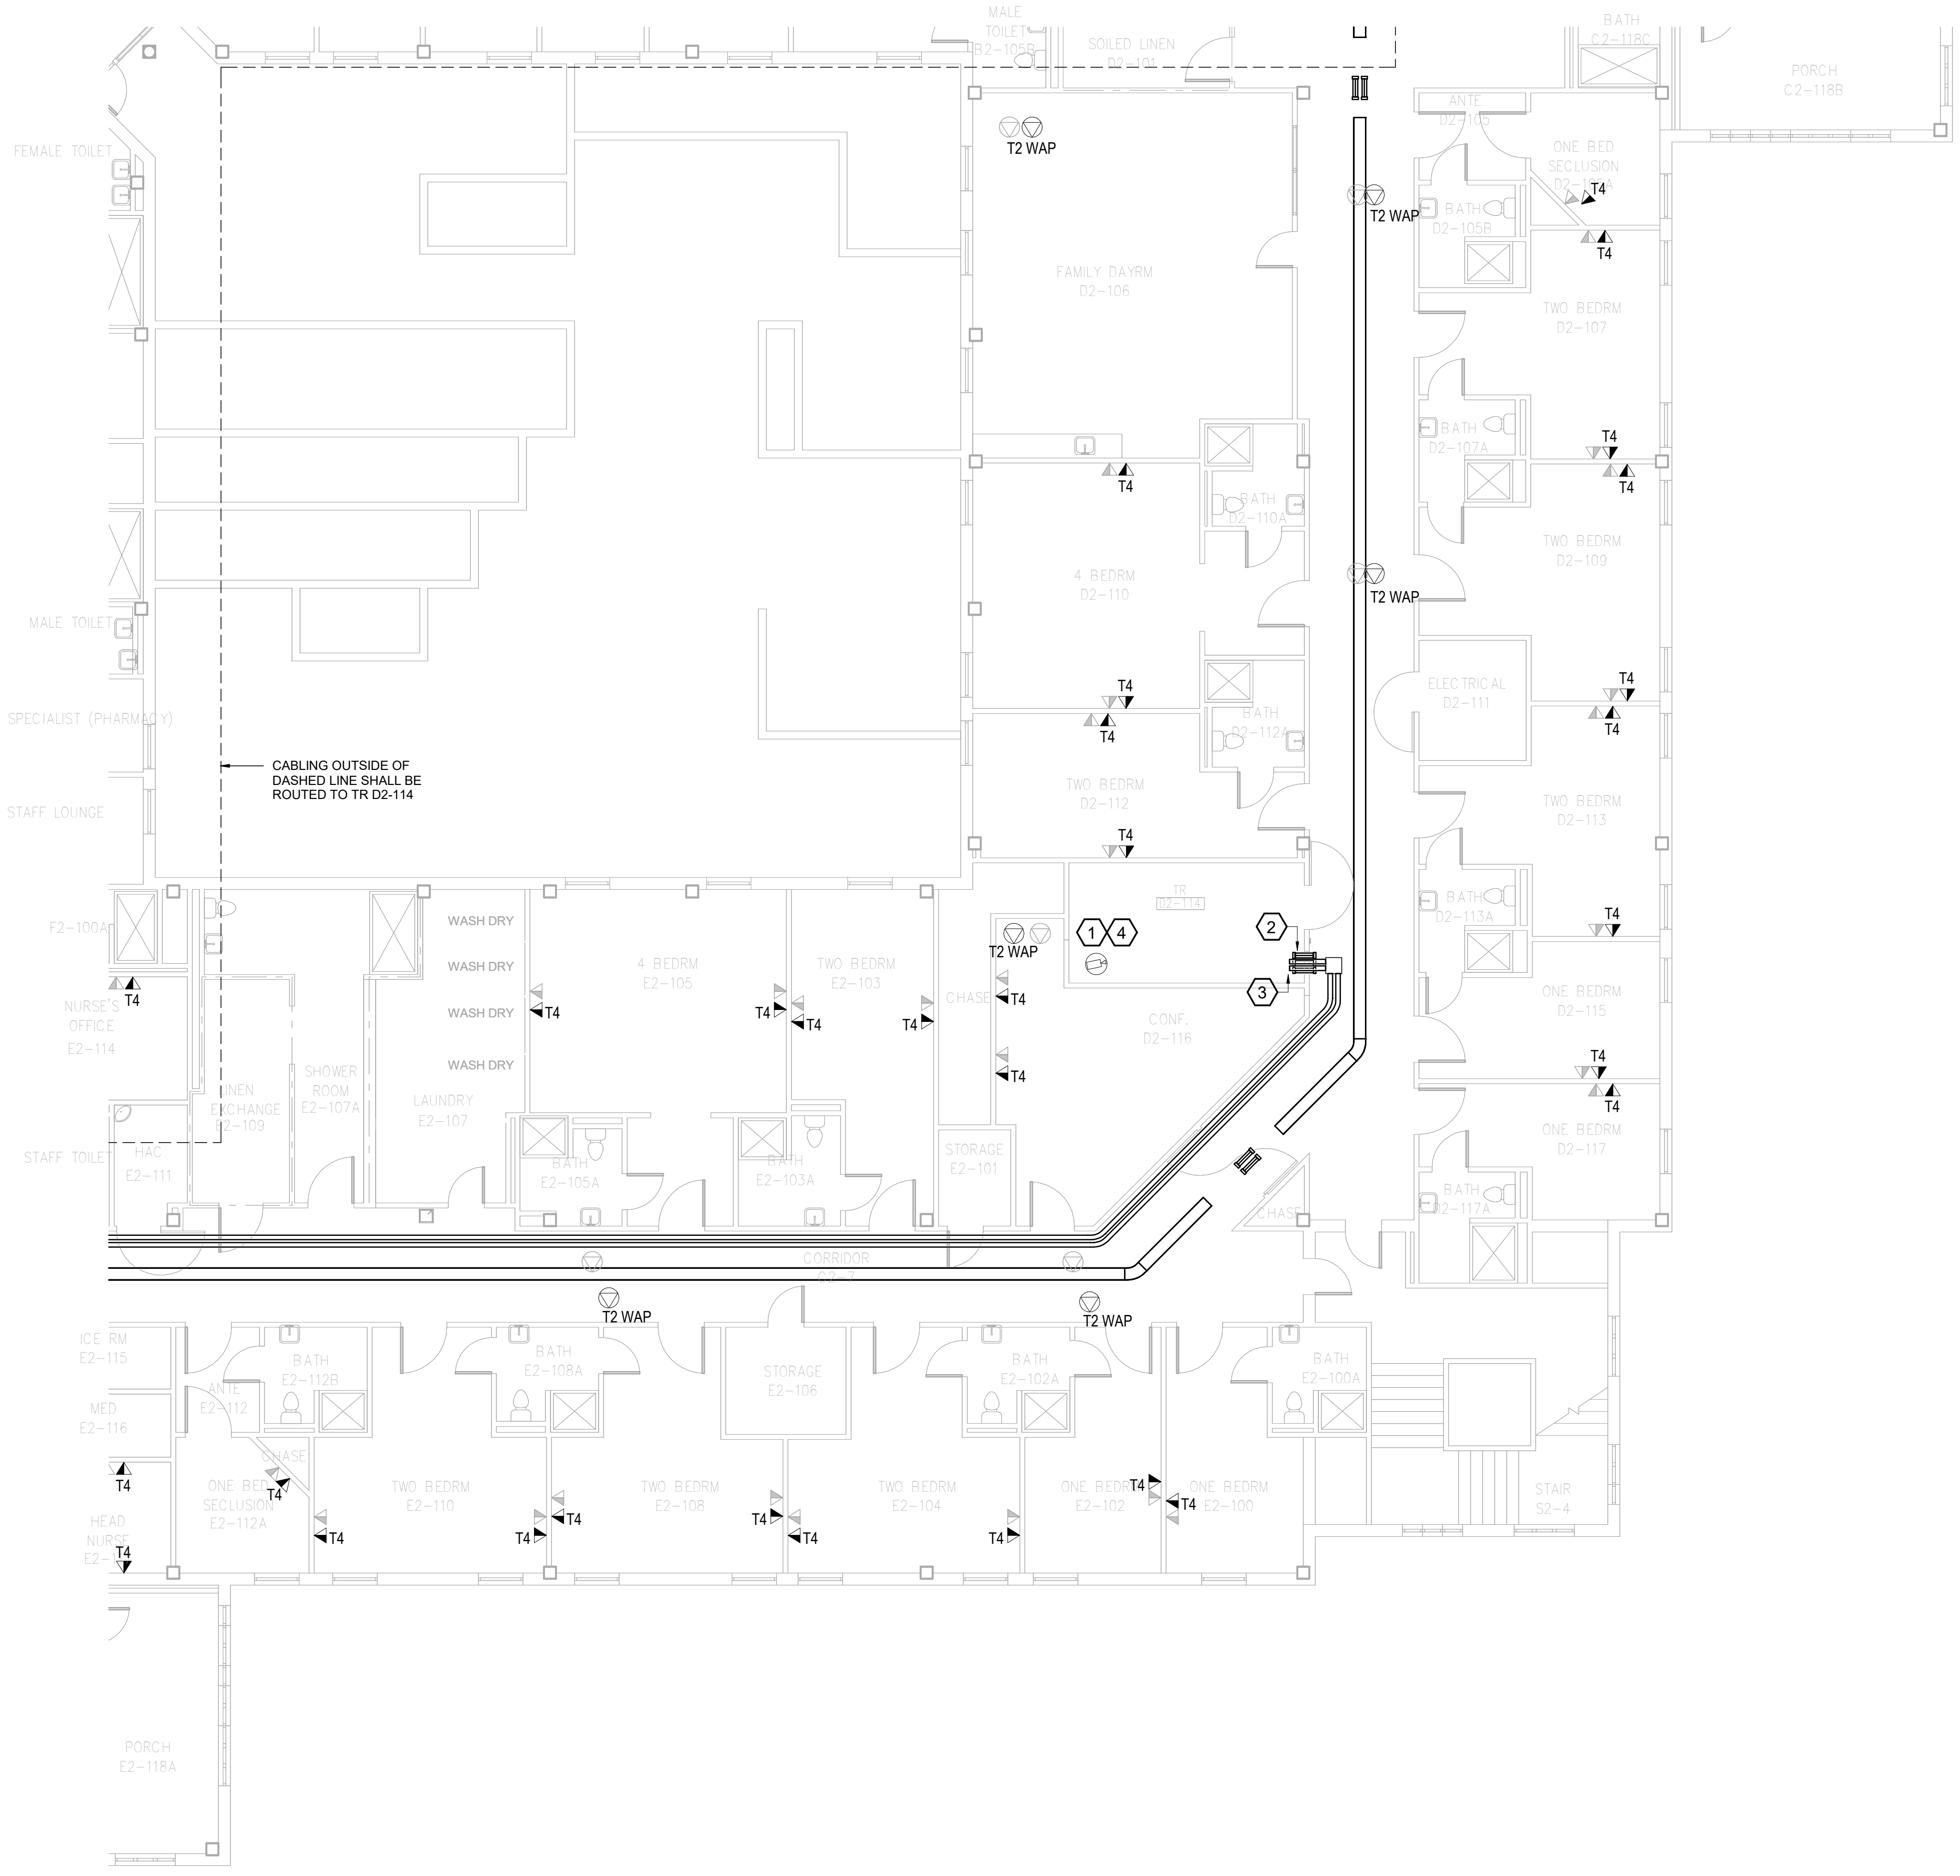 MALE
TOILET
B2-105B
SOILED LINEN
D2-101
BATH
C2-118C
PORCH
C2-118B
ANTE
D2-105
FEMALE TOILET
T2 WAP
ONE BED
SECLUSION
D2-105A
T4
T2 WAP
BATH
D2-105B
T4
FAMILY DAYRM
D2-106
TWO BEDRM
D2-107
BATH
D2-107A
T4
T4
T4
BATH
D2-110A
TWO BEDRM
D2-109
4 BEDRM
D2-110
T2 WAP
MALE TOILET
SPECIALIST (PHARMACY)
T4
T4
ELECTRICAL
D2-111
T4
T4
BATH
D2-112A
CABLING OUTSIDE OF
DASHED LINE SHALL BE
ROUTED TO TR D2-114
TWO BEDRM
D2-112
STAFF LOUNGE
TWO BEDRM
D2-113
T4
TR
D2-114
BATH
D2-113A
T4
F2-100A
WASH DRY
WASH DRY
WASH DRY
WASH DRY
T2 WAP
1
4
2
3
4 BEDRM
E2-105
TWO BEDRM
E2-103
T4
NURSE'S
OFFICE
E2-114
T4
T4
T4
T4
CHASE
T4
T4
CONF.
D2-116
ONE BEDRM
D2-115
T4
T4
LINEN
EXCHANGE
E2-109
SHOWER
ROOM
E2-107A
LAUNDRY
E2-107
ONE BEDRM
D2-117
STAFF TOILET
HAC
E2-111
BATH
E2-105A
BATH
E2-103A
STORAGE
E2-101
CHASE
BATH
D2-117A
CORRIDOR
C2-7
T2 WAP
T2 WAP
ICE RM
E2-115
BATH
E2-112B
BATH
E2-108A
STORAGE
E2-106
BATH
E2-102A
BATH
E2-100A
ANTE
E2-112
MED
E2-116
CHASE
T4
ONE BED
SECLUSION
E2-112A
T4
TWO BEDRM
E2-110
TWO BEDRM
E2-108
TWO BEDRM
E2-104
ONE BEDRM
E2-102
T4
T4
ONE BEDRM
E2-100
STAIR
S2-4
HEAD
NURSE
T4
T4
T4
T4
T4
T4
T4
PORCH
E2-118A